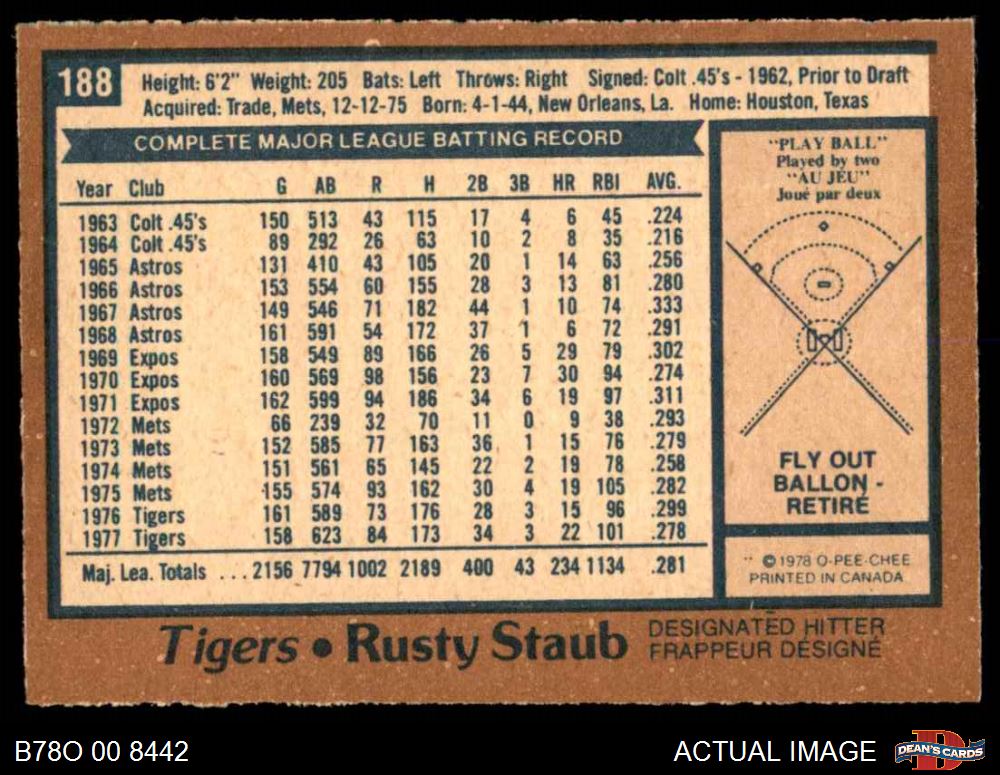 188
Height: 6'2" Weight: 205 Bats: Left Throws: Right Signed: Colt .45's - 1962, Prior to Draft
Acquired: Trade, Mets, 12-12-75 Born: 4-1-44, New Orleans, La. Home: Houston, Texas
COMPLETE MAJOR LEAGUE BATTING RECORD
Year Club G AB R H 2B 3B HR RBI AVG.
1963 Colt .45's 150 513 43 115 17 4 6 45 .224
1964 Colt .45's 89 292 26 63 10 2 8 35 .216
1965 Astros 131 410 43 105 20 1 14 63 .256
1966 Astros 153 554 60 155 28 3 13 81 .280
1967 Astros 149 546 71 182 44 1 10 74 .333
1968 Astros 161 591 54 172 37 1 6 72 .291
1969 Expos 158 549 89 166 26 5 29 79 .302
1970 Expos 160 569 98 156 23 7 30 94 .274
1971 Expos 162 599 94 186 34 6 19 97 .311
1972 Mets 66 239 32 70 11 0 9 38 .293
1973 Mets 152 585 77 163 36 1 15 76 .279
1974 Mets 151 561 65 145 22 2 19 78 .258
1975 Mets 155 574 93 162 30 4 19 105 .282
1976 Tigers 161 589 73 176 28 3 15 96 .299
1977 Tigers 158 623 84 173 34 3 22 101 .278
Maj. Lea. Totals ...2156 7794 1002 2189 400 43 234 1134 .281
"PLAY BALL"
Played by two
"AU JEU"
Joué par deux
FLY OUT
BALLON -
RETIRÉ
© 1978 O-PEE-CHEE
PRINTED IN CANADA
Tigers • Rusty Staub
DESIGNATED HITTER
FRAPPEUR DÉSIGNÉ
B78O 00 8442
ACTUAL IMAGE
DEAN'S CARDS